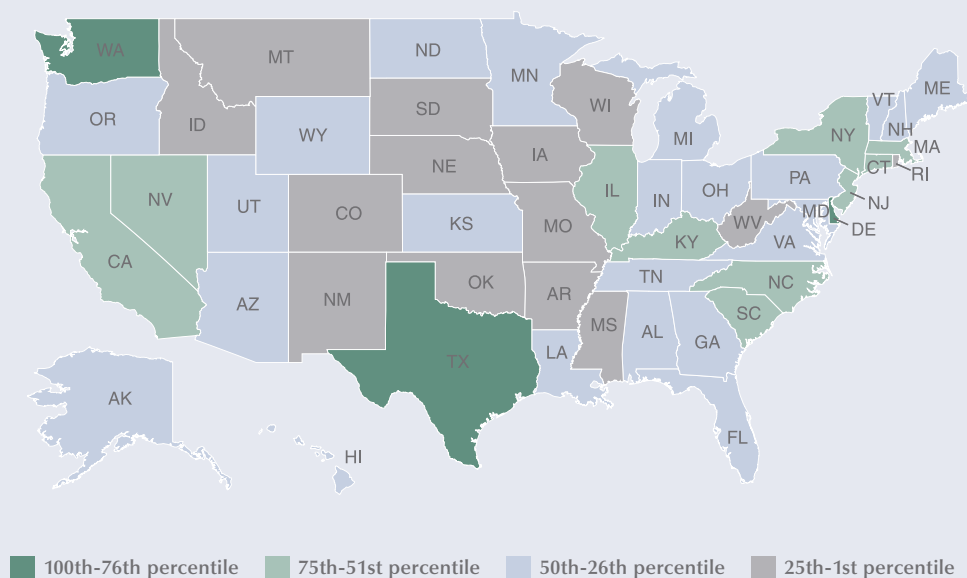 WA
MT
ND
MN
ME
VT
NH
OR
ID
SD
WI
NY
MA
WY
MI
CT
RI
NE
IA
PA
NV
UT
IL
IN
OH
NJ
CO
KS
MO
WV
MD
DE
CA
KY
VA
AZ
NM
OK
AR
TN
NC
MS
AL
SC
GA
TX
LA
AK
FL
HI
100th-76th percentile
75th-51st percentile
50th-26th percentile
25th-1st percentile